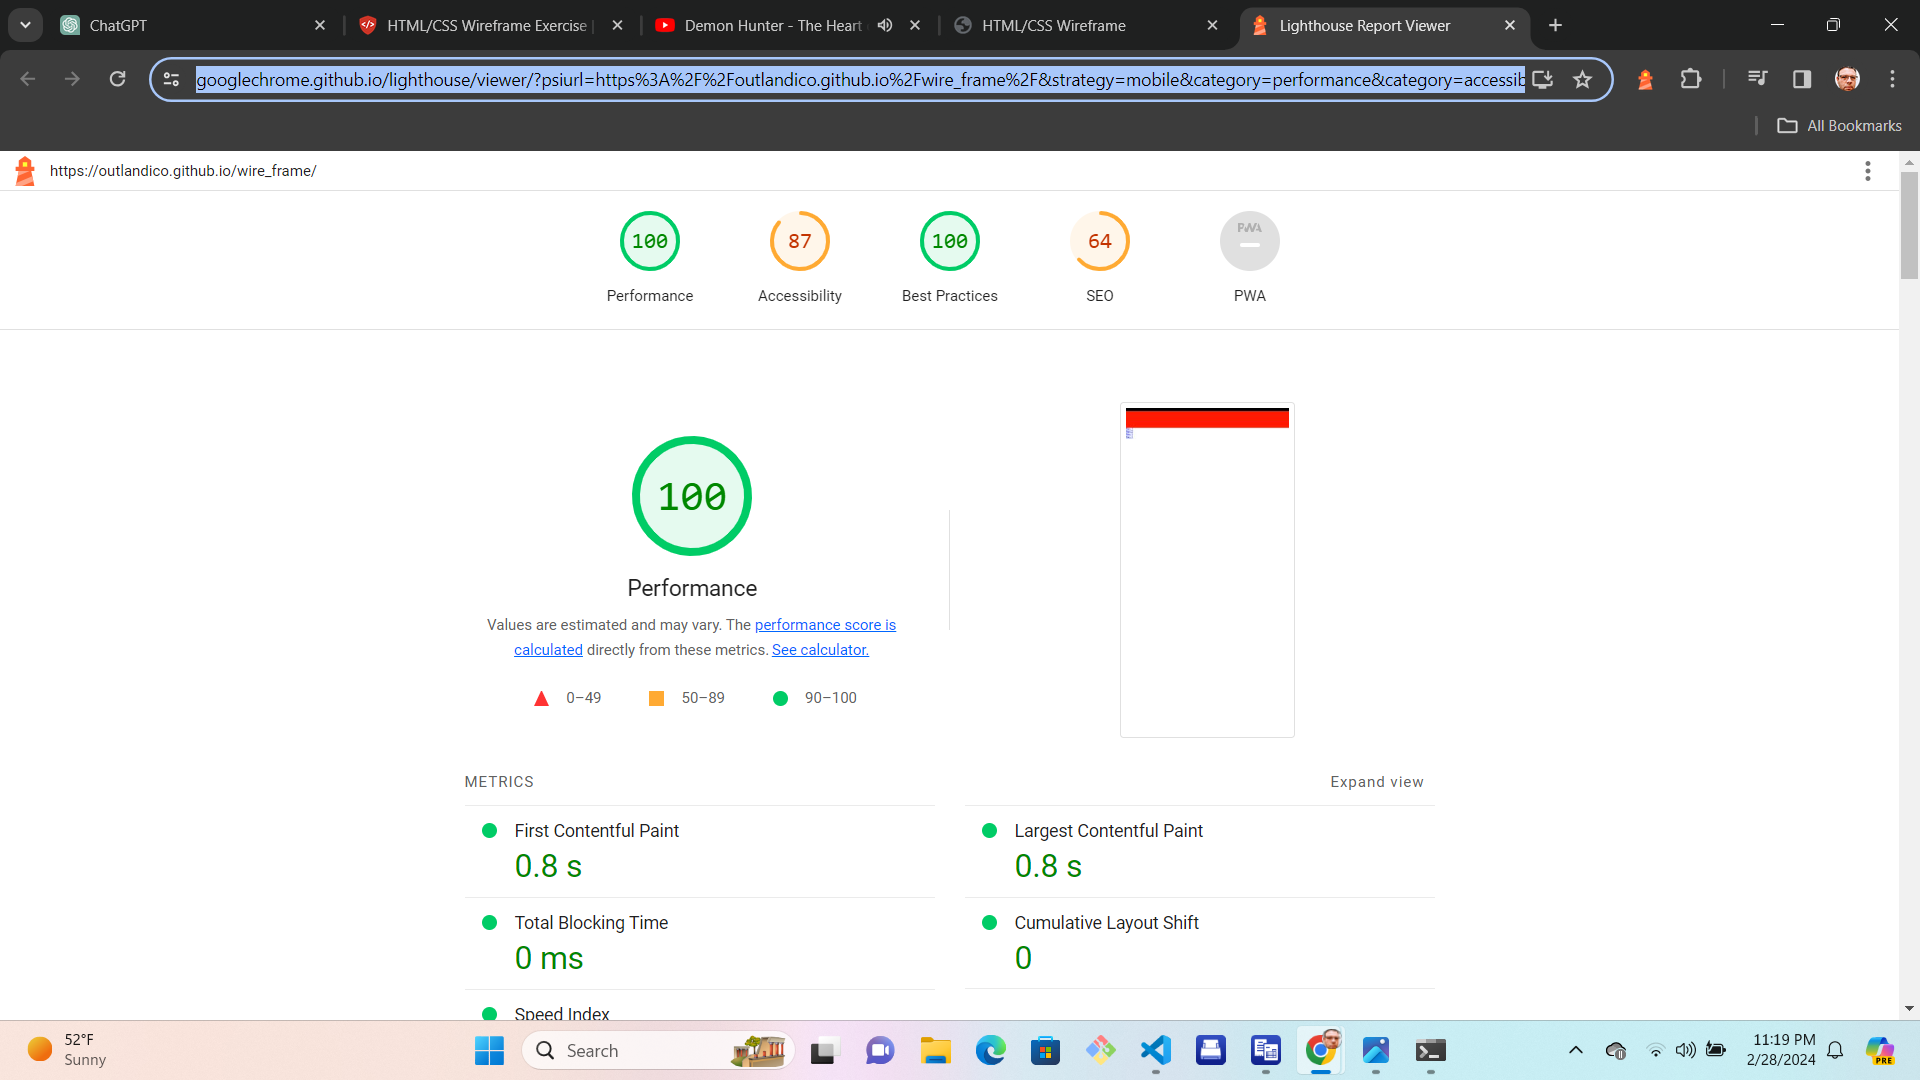 ChatGPT
HTML/CSS Wireframe Exercise
Demon Hunter - The Heart
HTML/CSS Wireframe
Lighthouse Report Viewer
googlechrome.github.io/lighthouse/viewer/?psiurl=https%3A%2F%2Foutlandico.github.io%2Fwire_frame%2F&strategy=mobile&category=performance&category=accessib
All Bookmarks
https://outlandico.github.io/wire_frame/
100
87
100
64
PWA
Performance
Accessibility
Best Practices
SEO
PWA
100
Performance
Values are estimated and may vary. The performance score is
calculated directly from these metrics. See calculator.
0–49
50–89
90–100
METRICS
Expand view
First Contentful Paint
0.8 s
Largest Contentful Paint
0.8 s
Total Blocking Time
0 ms
Cumulative Layout Shift
0
Speed Index
52°F
Sunny
Search
11:19 PM
2/28/2024
PRE